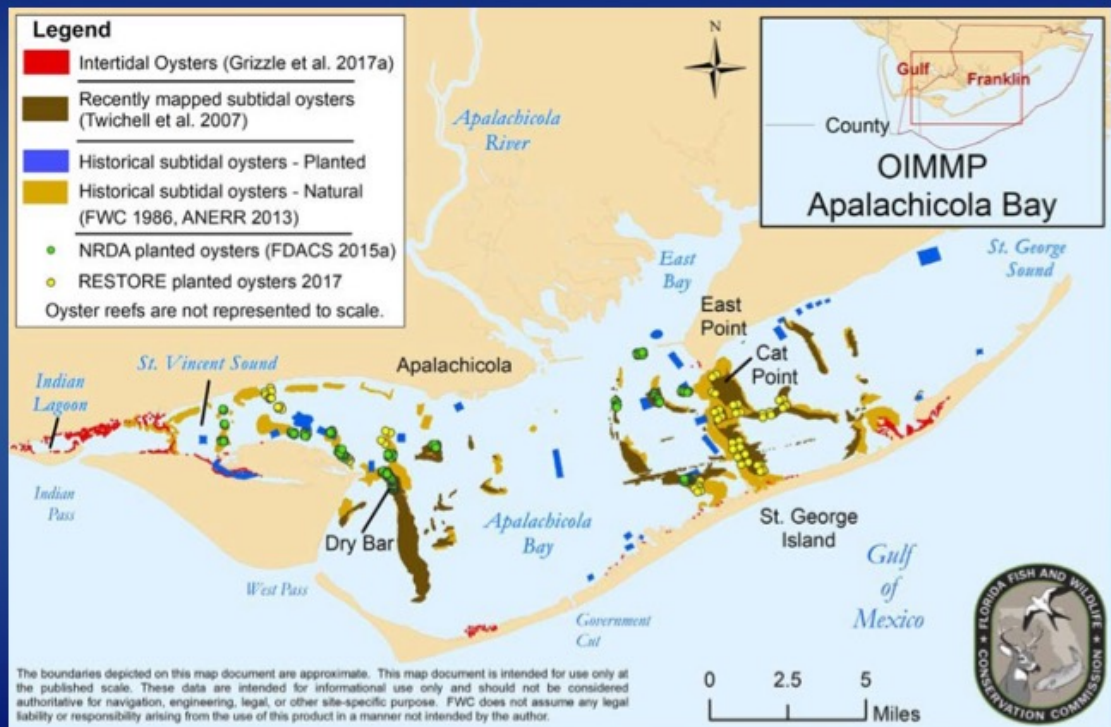 Legend
Intertidal Oysters (Grizzle et al. 2017a)
Recently mapped subtidal oysters
(Twichell et al. 2007)
Historical subtidal oysters - Planted
Historical subtidal oysters - Natural
(FWC 1986, ANERR 2013)
NRDA planted oysters (FDACS 2015a)
RESTORE planted oysters 2017
Oyster reefs are not represented to scale.
N
Gulf
Franklin
County
OIMMP
Apalachicola Bay
Apalachicola
River
East
Bay
St. George
Sound
East
Point
Cat
Point
Apalachicola
St. Vincent Sound
Indian
Lagoon
Indian
Pass
Dry Bar
Apalachicola
Bay
St. George
Island
West Pass
Government
Cut
Gulf
of
Mexico
The boundaries depicted on this map document are approximate. This map document is intended for use only at
the published scale. These data are intended for informational use only and should not be considered
authoritative for navigation, engineering, legal, or other site-specific purpose. FWC does not assume any legal
liability or responsibility arising from the use of this product in a manner not intended by the author.
0 2.5 5
Miles
FLORIDA FISH AND WILDLIFE
CONSERVATION COMMISSION